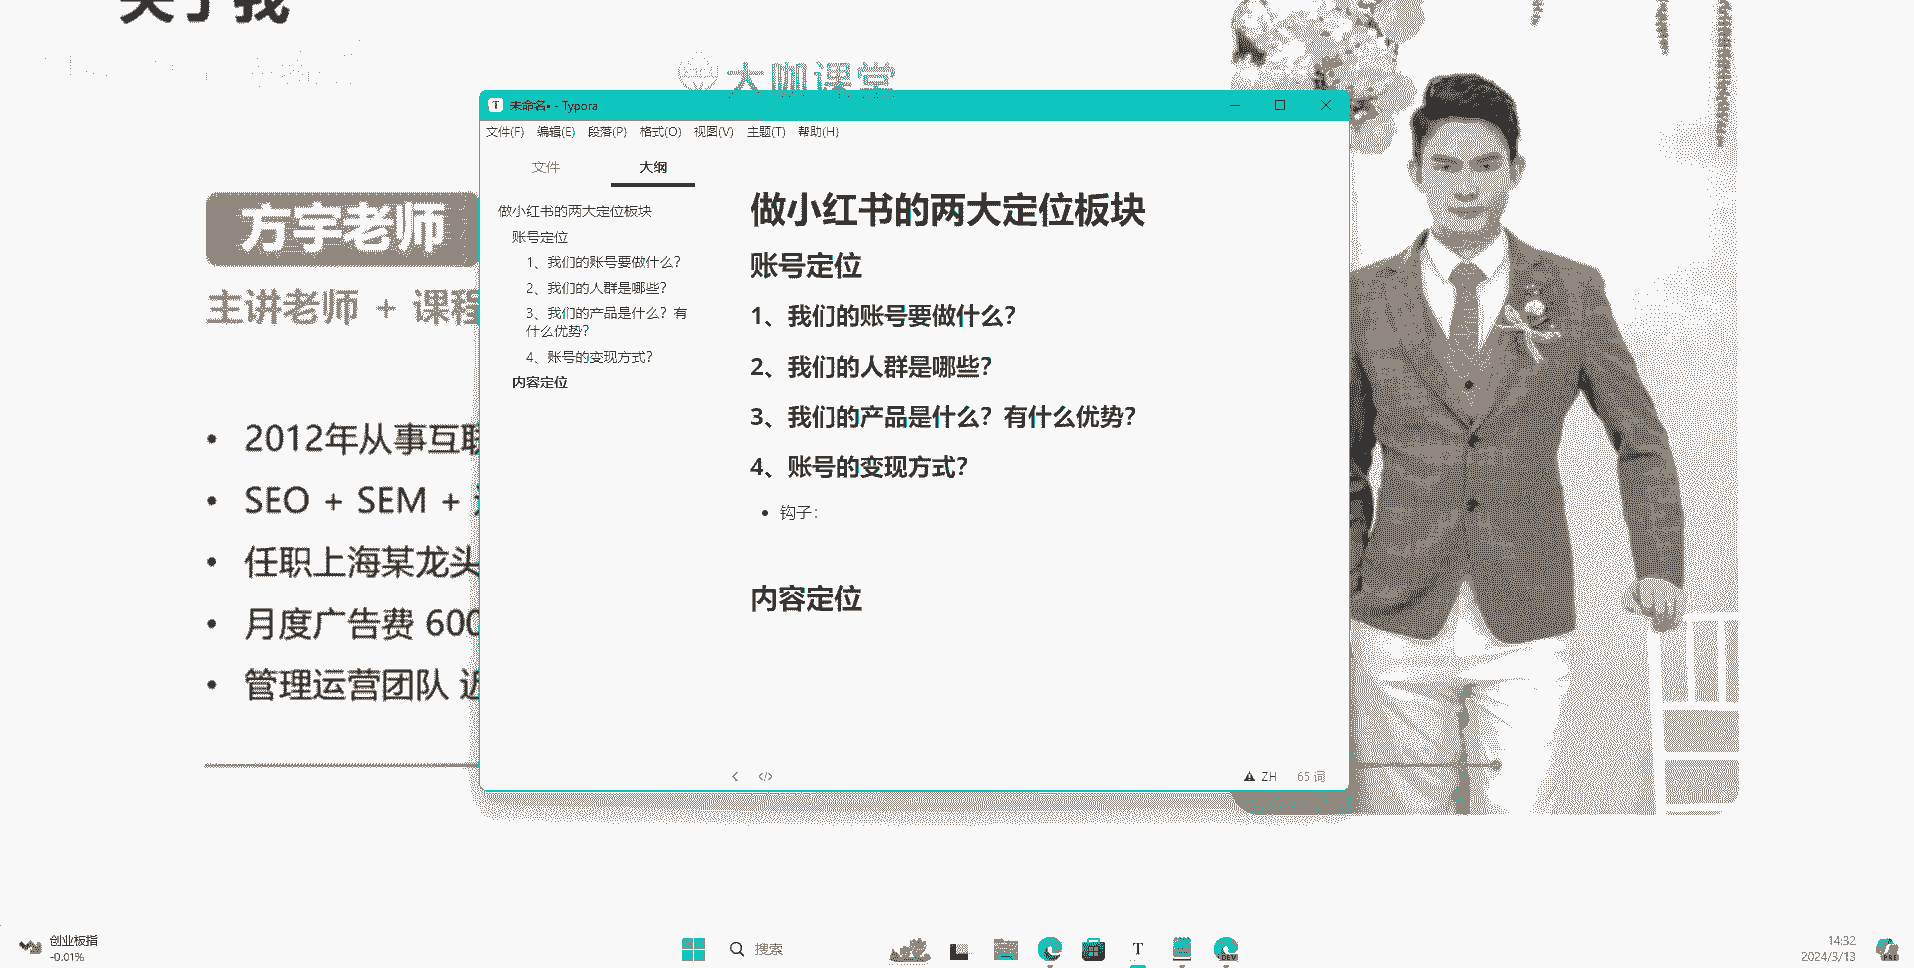 关于我
大咖课堂
未命名• - Typora
文件(F) 编辑(E) 段落(P) 格式(O) 视图(V) 主题(T) 帮助(H)
文件 大纲
做小红书的两大定位板块
账号定位
1、我们的账号要做什么？
2、我们的人群是哪些？
3、我们的产品是什么？有
什么优势？
4、账号的变现方式？
内容定位
做小红书的两大定位板块
账号定位
1、我们的账号要做什么？
2、我们的人群是哪些？
3、我们的产品是什么？有什么优势？
4、账号的变现方式？
钩子：
内容定位
ZH 65 词
方宇老师
主讲老师 + 课程
2012年从事互联
SEO + SEM +
任职上海某龙头
月度广告费 600
管理运营团队 近
创业板指
-0.01%
搜索
14:32
2024/3/13